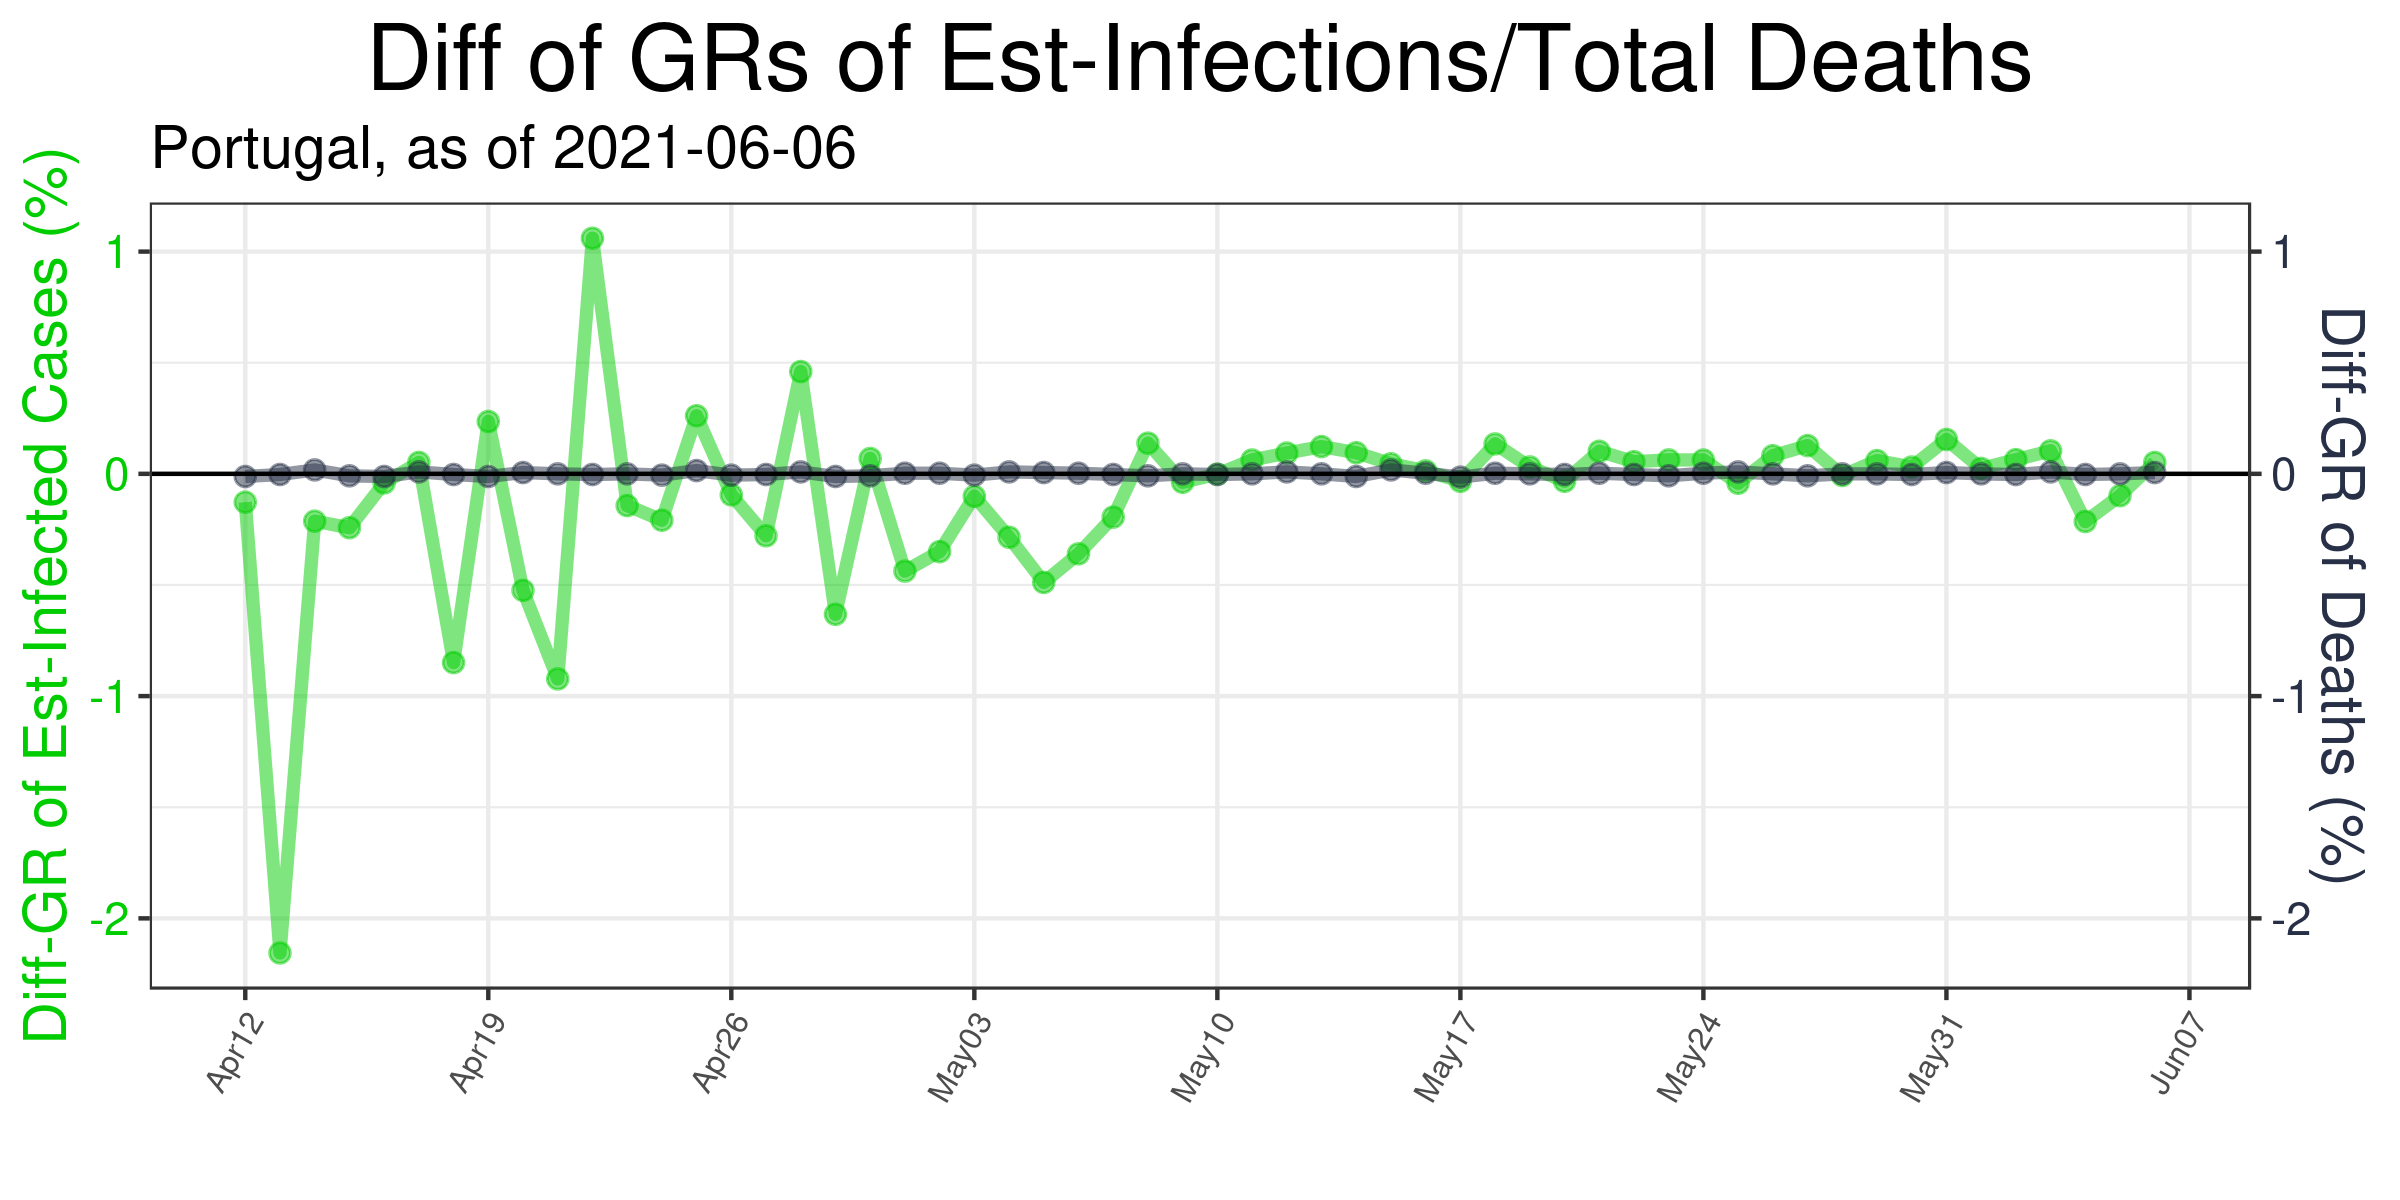 Diff of GRs of Est-Infections/Total Deaths
Portugal, as of 2021-06-06
Diff-GR of Est-Infected Cases (%)
1
0
-1
-2
1
0
-1
-2
Diff-GR of Deaths (%)
Apr12
Apr19
Apr26
May03
May10
May17
May24
May31
Jun07